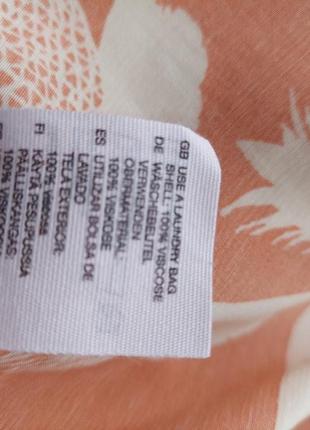 GB USE A LAUNDRY BAG
SHELL: 100% VISCOSE
DE WÄSCHEBEUTEL
VERWENDEN
OBERMATERIAL:
100% VISKOSE
ES UTILIZAR BOLSA DE
LAVADO
TELA EXTERIOR:
100% viscosa
FI KÄYTÄ PESUPUSSIA
PÄÄLLISKANGAS:
100% VISKOOSI